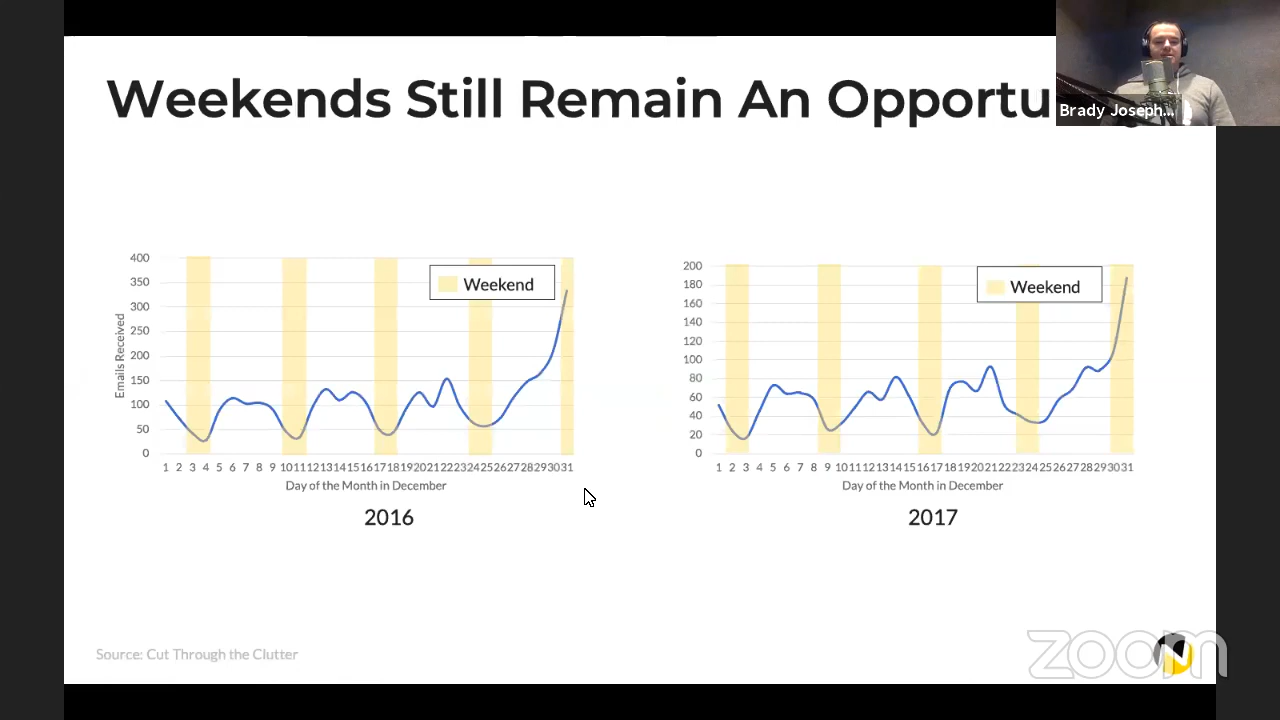 Weekends Still Remain An Opportu
Brady Joseph...
400
350
300
250
200
150
100
50
0
Emails Received
Weekend
1 2 3 4 5 6 7 8 9 10 11 12 13 14 15 16 17 18 19 20 21 22 23 24 25 26 27 28 29 30 31
Day of the Month in December
2016
200
180
160
140
120
100
80
60
40
20
0
Weekend
1 2 3 4 5 6 7 8 9 10 11 12 13 14 15 16 17 18 19 20 21 22 23 24 25 26 27 28 29 30 31
Day of the Month in December
2017
Source: Cut Through the Clutter
zoom